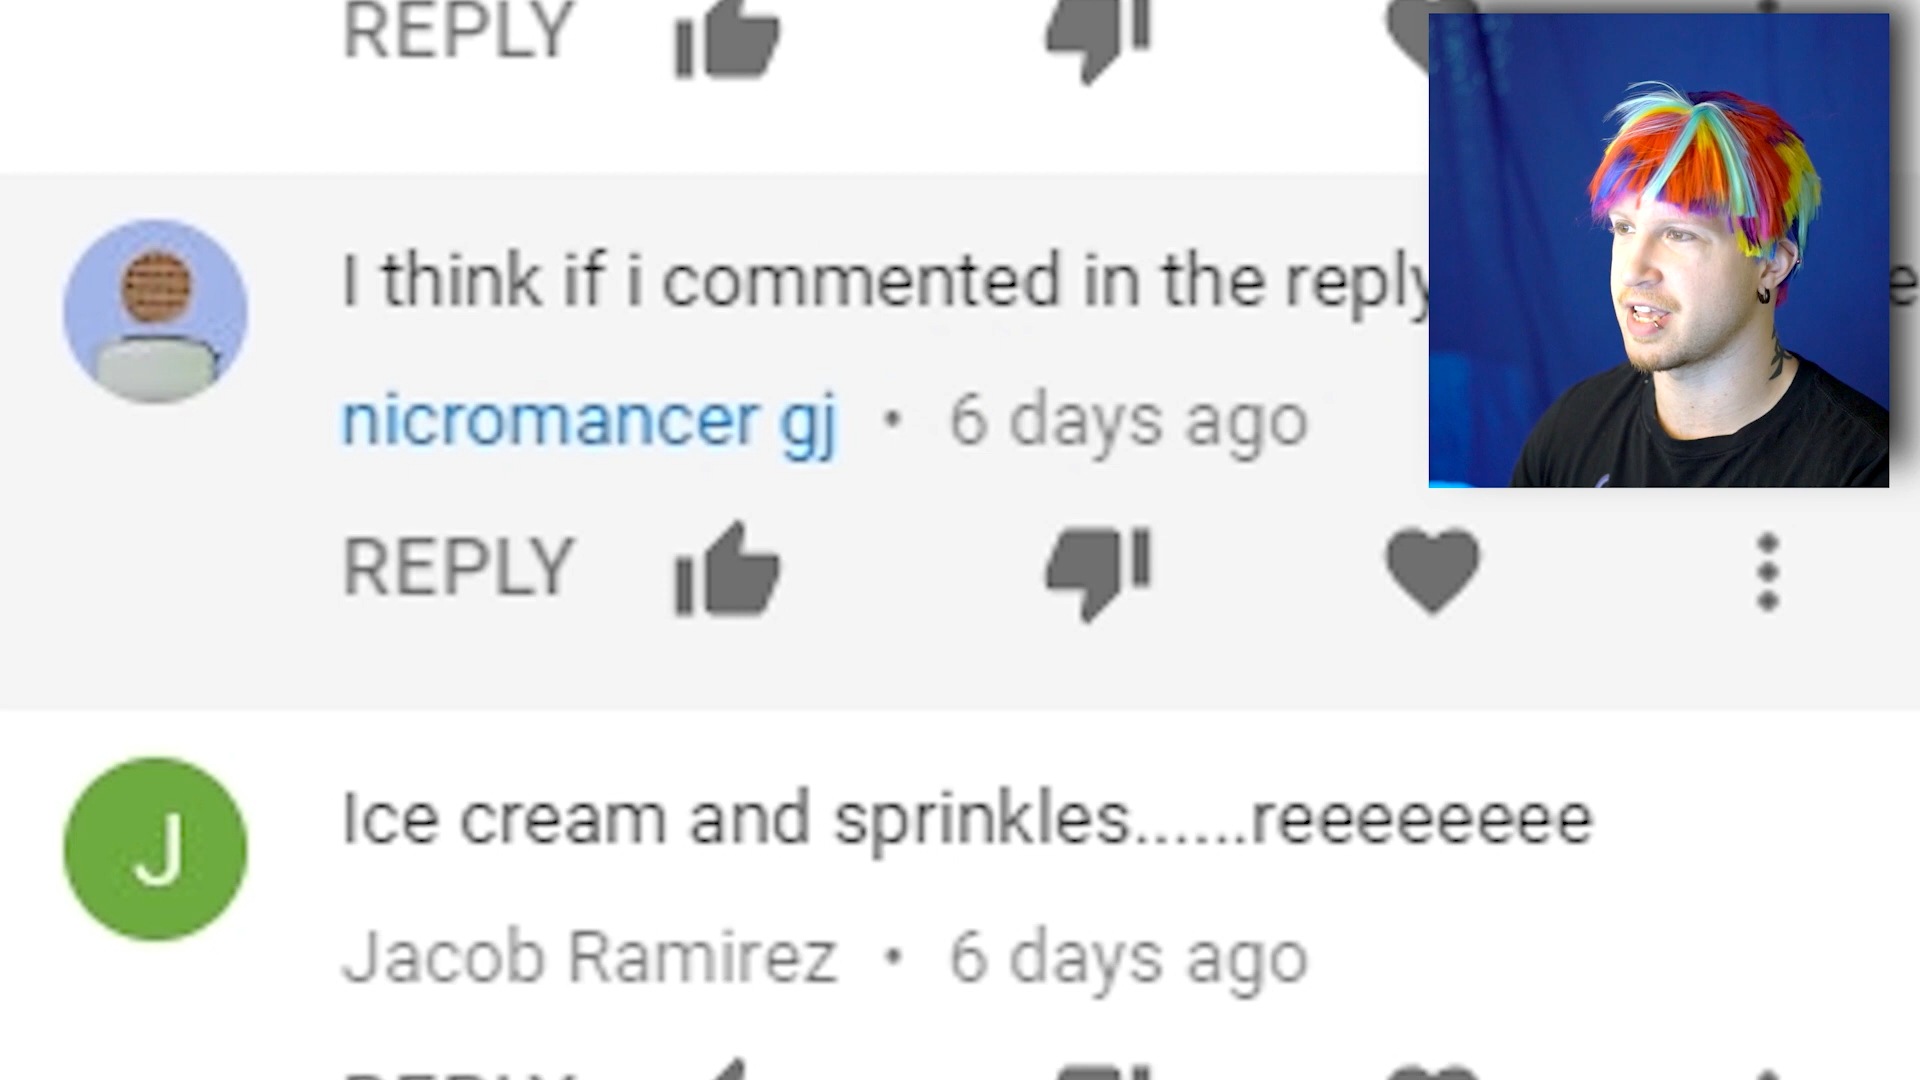 REPLY
I think if i commented in the reply
nicromancer gj • 6 days ago
REPLY
J
Ice cream and sprinkles......reeeeeeee
Jacob Ramirez • 6 days ago
REPLY